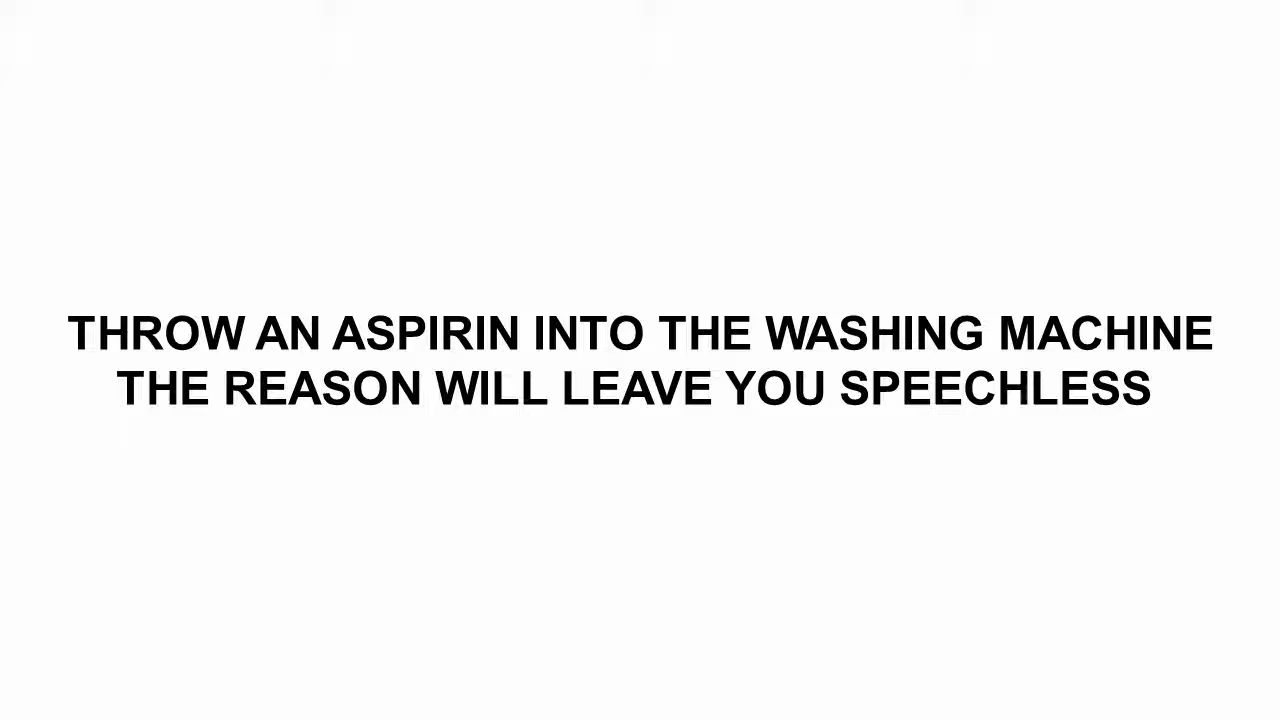 THROW AN ASPIRIN INTO THE WASHING MACHINE
THE REASON WILL LEAVE YOU SPEECHLESS